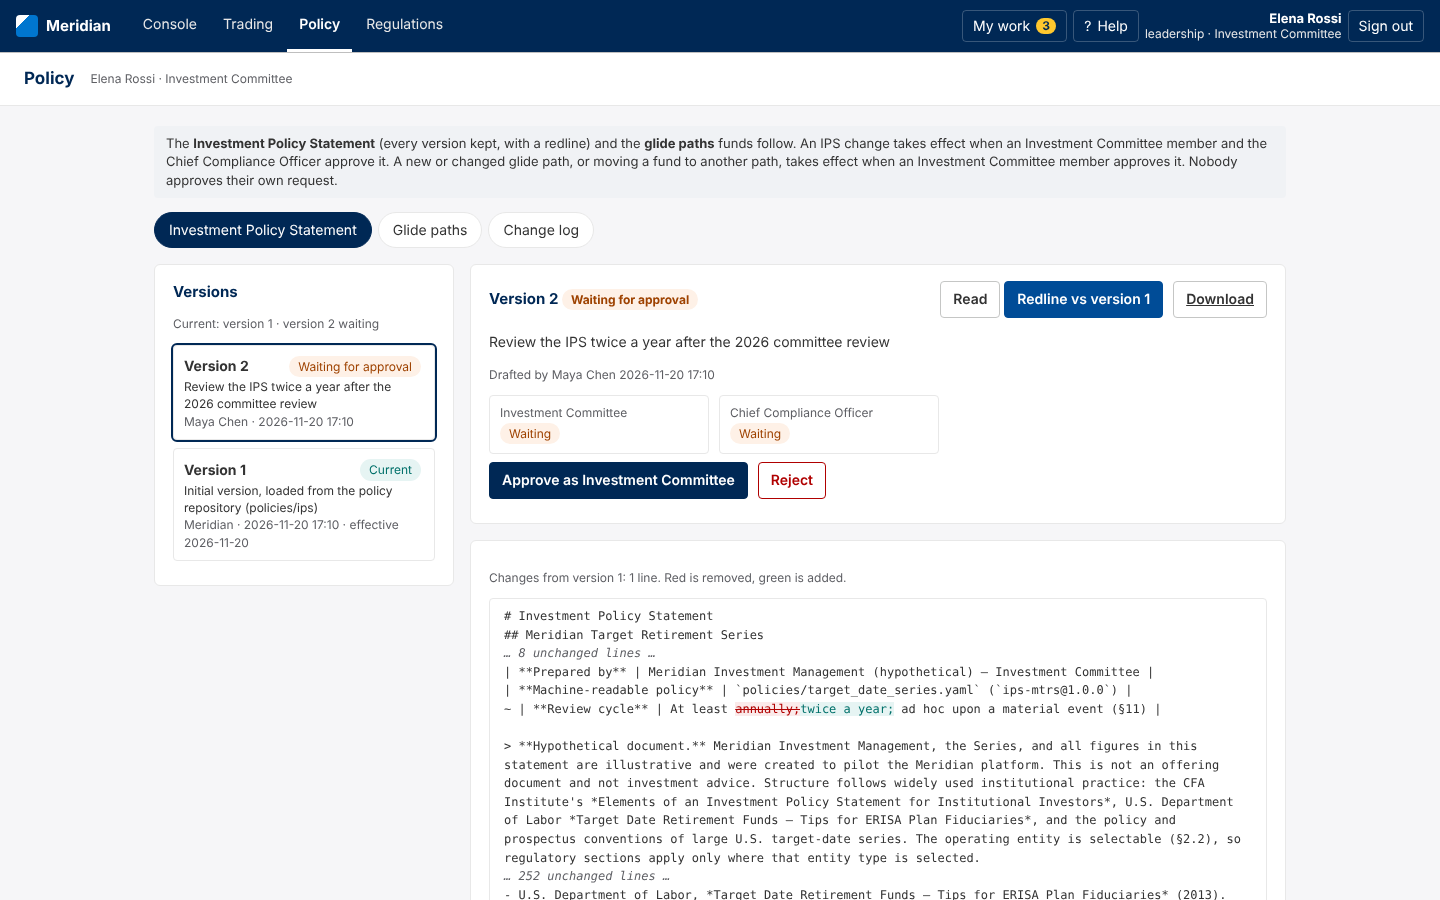 Meridian
Console
Trading
Policy
Regulations
My work 3
? Help
Elena Rossi
leadership · Investment Committee
Sign out
Policy
Elena Rossi · Investment Committee
The Investment Policy Statement (every version kept, with a redline) and the glide paths funds follow. An IPS change takes effect when an Investment Committee member and the
Chief Compliance Officer approve it. A new or changed glide path, or moving a fund to another path, takes effect when an Investment Committee member approves it. Nobody
approves their own request.
Investment Policy Statement
Glide paths
Change log
Versions
Current: version 1 · version 2 waiting
Version 2
Waiting for approval
Review the IPS twice a year after the
2026 committee review
Maya Chen · 2026-11-20 17:10
Version 1
Current
Initial version, loaded from the policy
repository (policies/ips)
Meridian · 2026-11-20 17:10 · effective
2026-11-20
Version 2 Waiting for approval
Read
Redline vs version 1
Download
Review the IPS twice a year after the 2026 committee review
Drafted by Maya Chen 2026-11-20 17:10
Investment Committee
Waiting
Chief Compliance Officer
Waiting
Approve as Investment Committee
Reject
Changes from version 1: 1 line. Red is removed, green is added.
# Investment Policy Statement
## Meridian Target Retirement Series
… 8 unchanged lines …
| **Prepared by** | Meridian Investment Management (hypothetical) — Investment Committee |
| **Machine-readable policy** | `policies/target_date_series.yaml` (`ips-mtrs@1.0.0`) |
~ | **Review cycle** | At least annually;twice a year; ad hoc upon a material event (§11) |
> **Hypothetical document.** Meridian Investment Management, the Series, and all figures in this
statement are illustrative and were created to pilot the Meridian platform. This is not an offering
document and not investment advice. Structure follows widely used institutional practice: the CFA
Institute's *Elements of an Investment Policy Statement for Institutional Investors*, U.S. Department
of Labor *Target Date Retirement Funds — Tips for ERISA Plan Fiduciaries*, and the policy and
prospectus conventions of large U.S. target-date series. The operating entity is selectable (§2.2), so
regulatory sections apply only where that entity type is selected.
… 252 unchanged lines …
- U.S. Department of Labor, *Target Date Retirement Funds — Tips for ERISA Plan Fiduciaries* (2013).